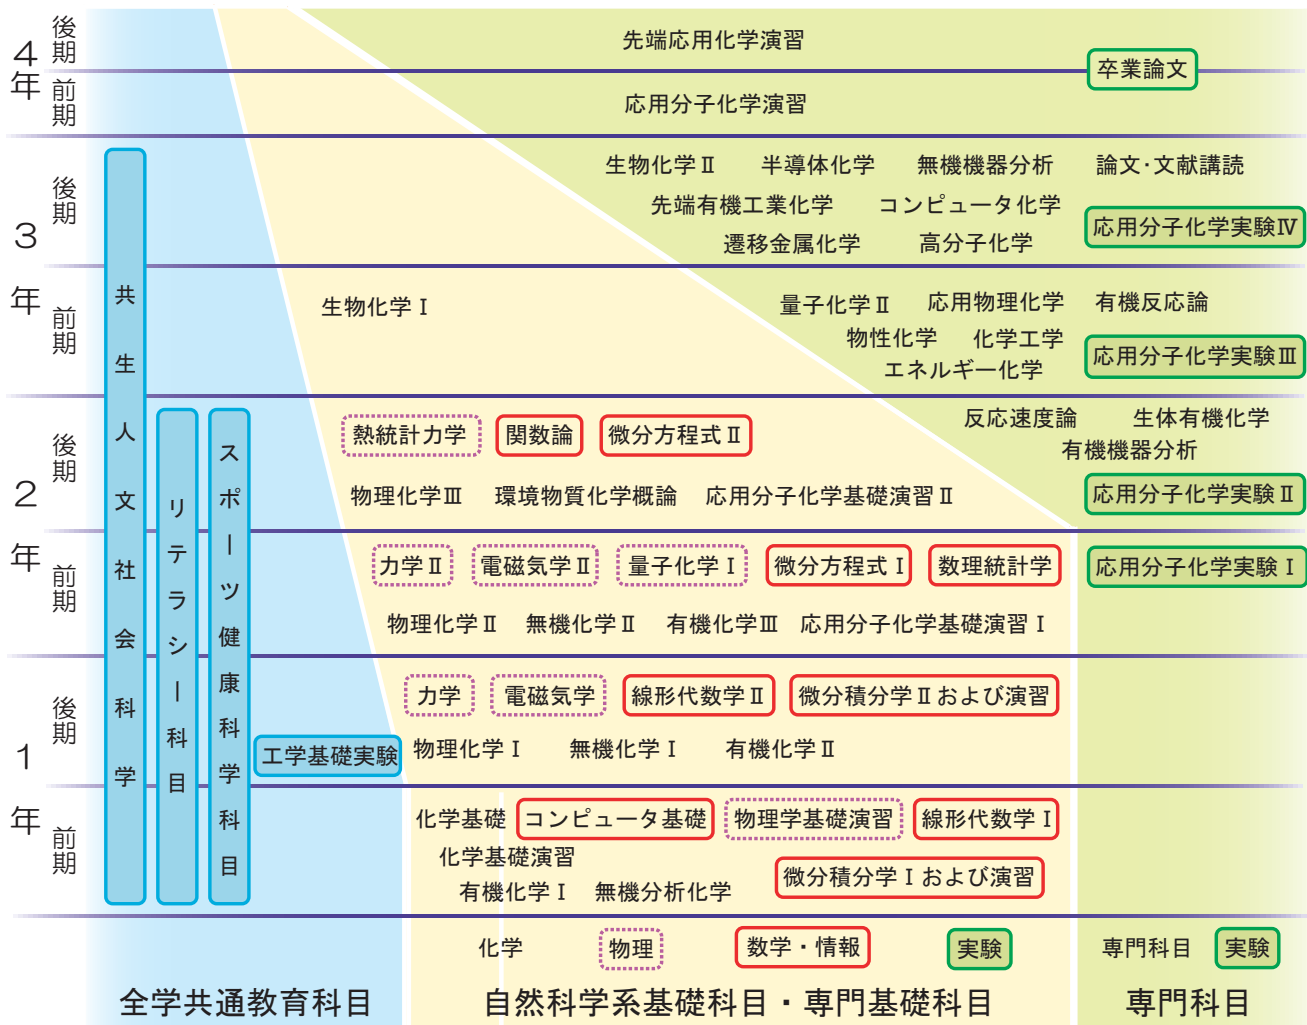 4年
後期
先端応用化学演習
卒業論文
前期
応用分子化学演習
3年
後期
生物化学Ⅱ 半導体化学 無機機器分析 論文・文献講読
先端有機工業化学 コンピュータ化学
遷移金属化学 高分子化学
応用分子化学実験Ⅳ
前期
生物化学Ⅰ
量子化学Ⅱ 応用物理化学 有機反応論
物性化学 化学工学
エネルギー化学
応用分子化学実験Ⅲ
2年
後期
熱統計力学 関数論 微分方程式Ⅱ
反応速度論 生体有機化学
有機機器分析
物理化学Ⅲ 環境物質化学概論 応用分子化学基礎演習Ⅱ
応用分子化学実験Ⅱ
前期
力学Ⅱ 電磁気学Ⅱ 量子化学Ⅰ 微分方程式Ⅰ 数理統計学 応用分子化学実験Ⅰ
物理化学Ⅱ 無機化学Ⅱ 有機化学Ⅲ 応用分子化学基礎演習Ⅰ
1年
後期
力学 電磁気学 線形代数学Ⅱ 微分積分学Ⅱおよび演習
工学基礎実験
物理化学Ⅰ 無機化学Ⅰ 有機化学Ⅱ
前期
化学基礎 コンピュータ基礎 物理学基礎演習 線形代数学Ⅰ
化学基礎演習
微分積分学Ⅰおよび演習
有機化学Ⅰ 無機分析化学
共生人文社会科学
リテラシー科目
スポーツ健康科学科目
化学 物理 数学・情報 実験
専門科目 実験
全学共通教育科目
自然科学系基礎科目・専門基礎科目
専門科目